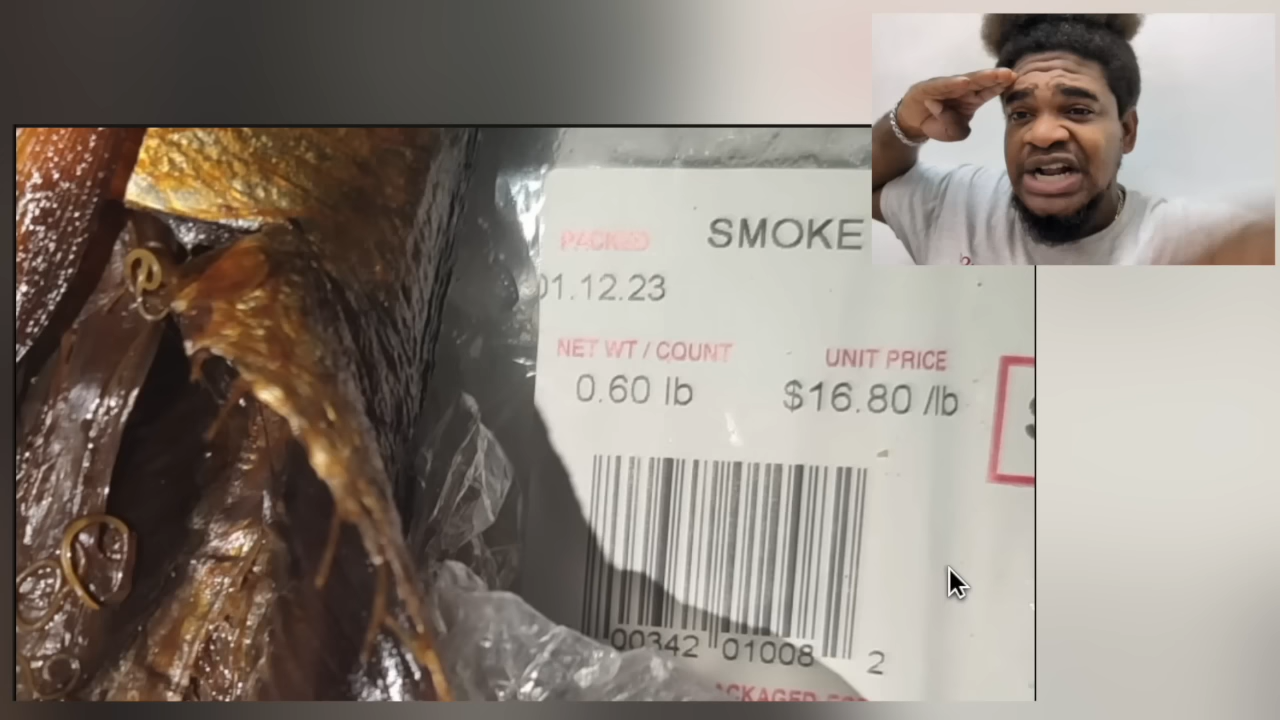 PACKED
SMOKE
01.12.23
NET WT / COUNT
UNIT PRICE
0.60 lb
$16.80 /lb
00342 01008 2